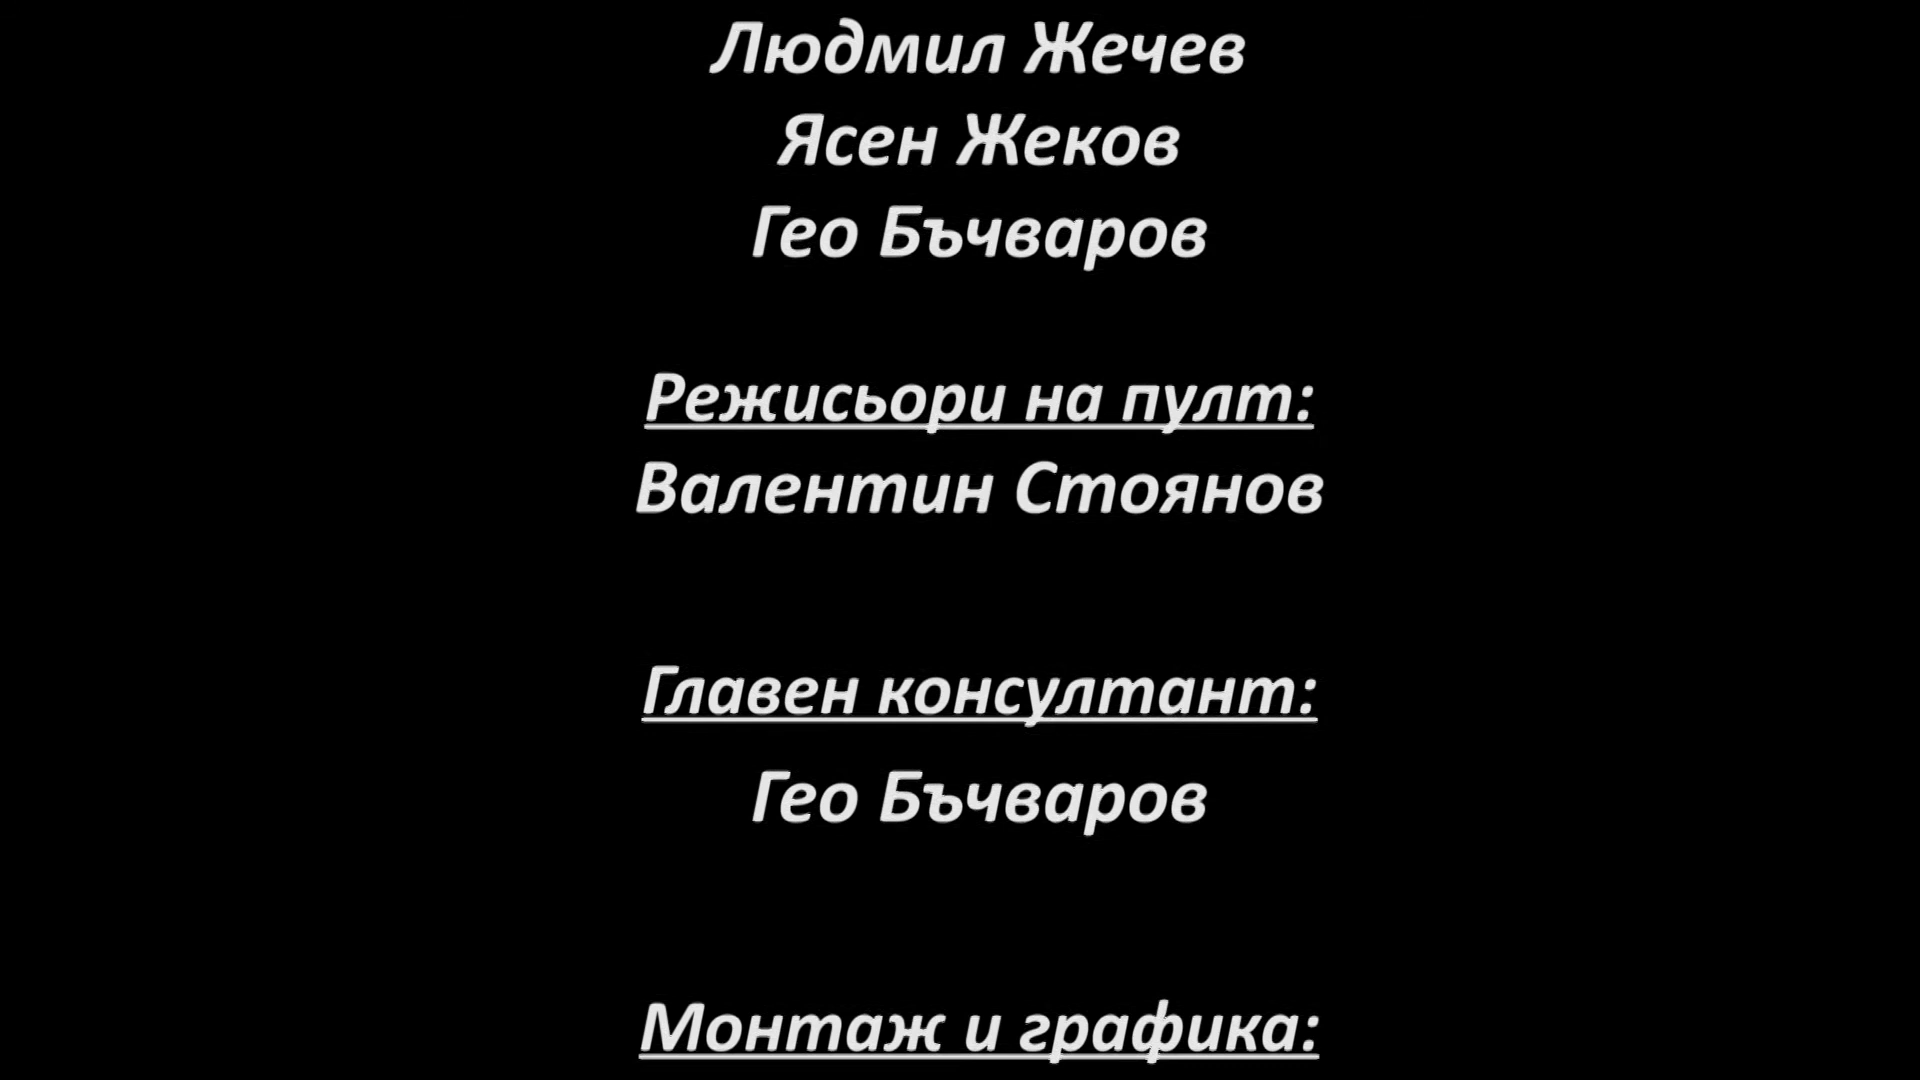 Людмил Жечев
Ясен Жеков
Гео Бъчваров
Режисьори на пулт:
Валентин Стоянов
Главен консултант:
Гео Бъчваров
Монтаж и графика: